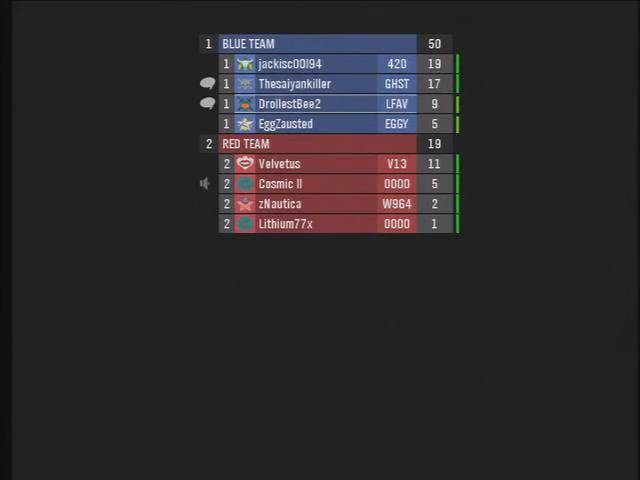 1 BLUE TEAM 50
1 jackisc00l94 420 19
1 Thesaiyankiller GHST 17
1 DrollestBee2 LFAV 9
1 EggZausted EGGY 5
2 RED TEAM 19
2 Velvetus V13 11
2 Cosmic II 0000 5
2 zNautica W964 2
2 Lithium77x 0000 1